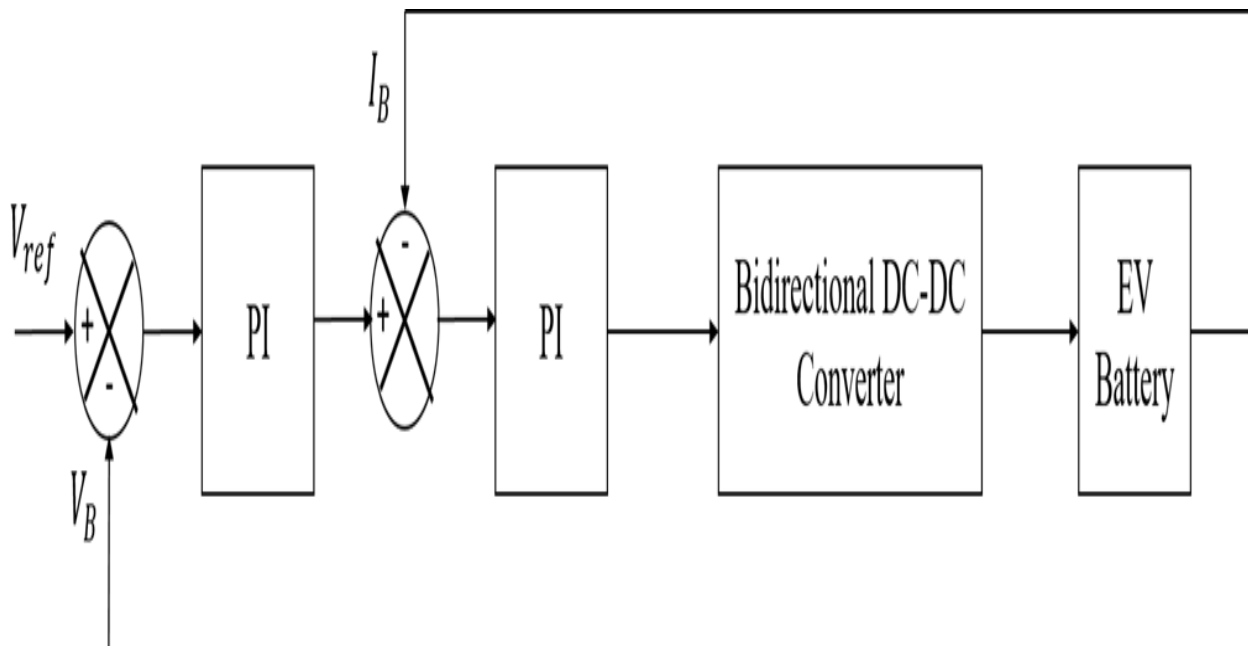 I_B
V_ref
+
-
PI
-
+
PI
Bidirectional DC-DC
Converter
EV
Battery
V_B